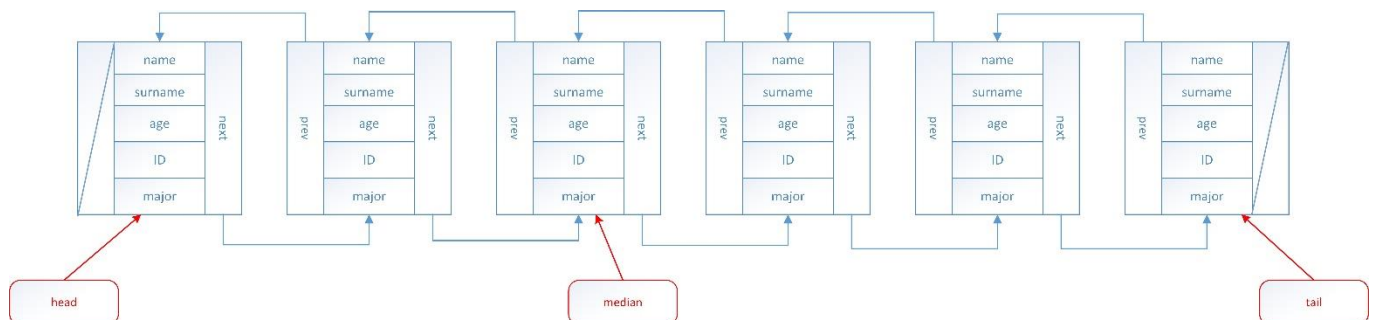 name name name name name name
surname surname surname surname surname surname
age age age age age age
ID ID ID ID ID ID
major major major major major major
next prev next prev next prev next prev next prev
head median tail